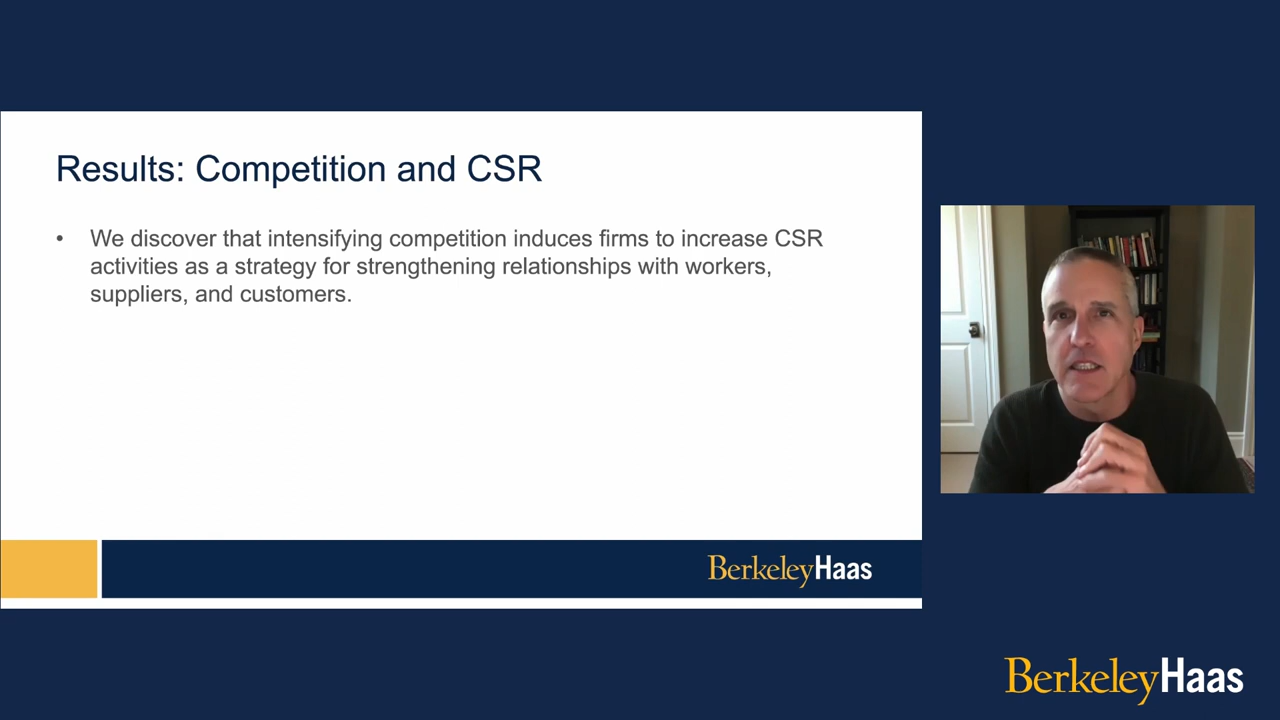 Results: Competition and CSR
• We discover that intensifying competition induces firms to increase CSR
activities as a strategy for strengthening relationships with workers,
suppliers, and customers.
BerkeleyHaas
BerkeleyHaas